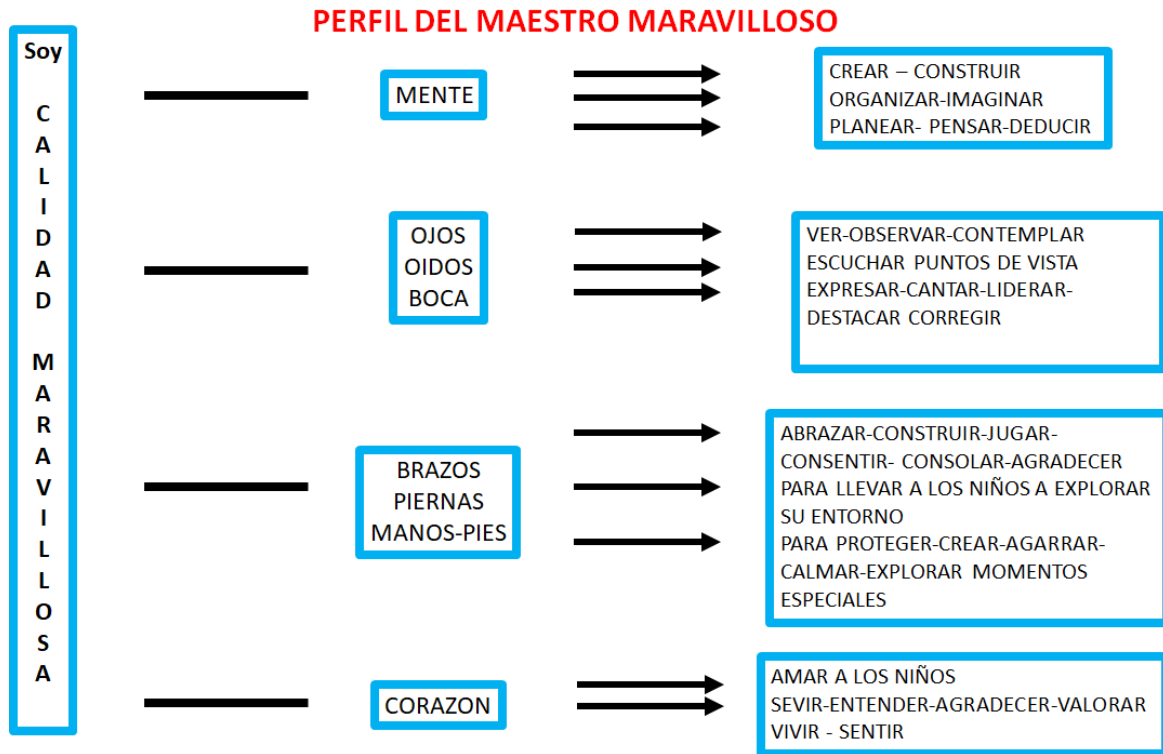 PERFIL DEL MAESTRO MARAVILLOSO
Soy
C
A
L
I
D
A
D
M
A
R
A
V
I
L
L
O
S
A
MENTE
CREAR – CONSTRUIR
ORGANIZAR-IMAGINAR
PLANEAR- PENSAR-DEDUCIR
OJOS
OIDOS
BOCA
VER-OBSERVAR-CONTEMPLAR
ESCUCHAR PUNTOS DE VISTA
EXPRESAR-CANTAR-LIDERAR-
DESTACAR CORREGIR
BRAZOS
PIERNAS
MANOS-PIES
ABRAZAR-CONSTRUIR-JUGAR-
CONSENTIR- CONSOLAR-AGRADECER
PARA LLEVAR A LOS NIÑOS A EXPLORAR
SU ENTORNO
PARA PROTEGER-CREAR-AGARRAR-
CALMAR-EXPLORAR MOMENTOS
ESPECIALES
CORAZON
AMAR A LOS NIÑOS
SEVIR-ENTENDER-AGRADECER-VALORAR
VIVIR - SENTIR